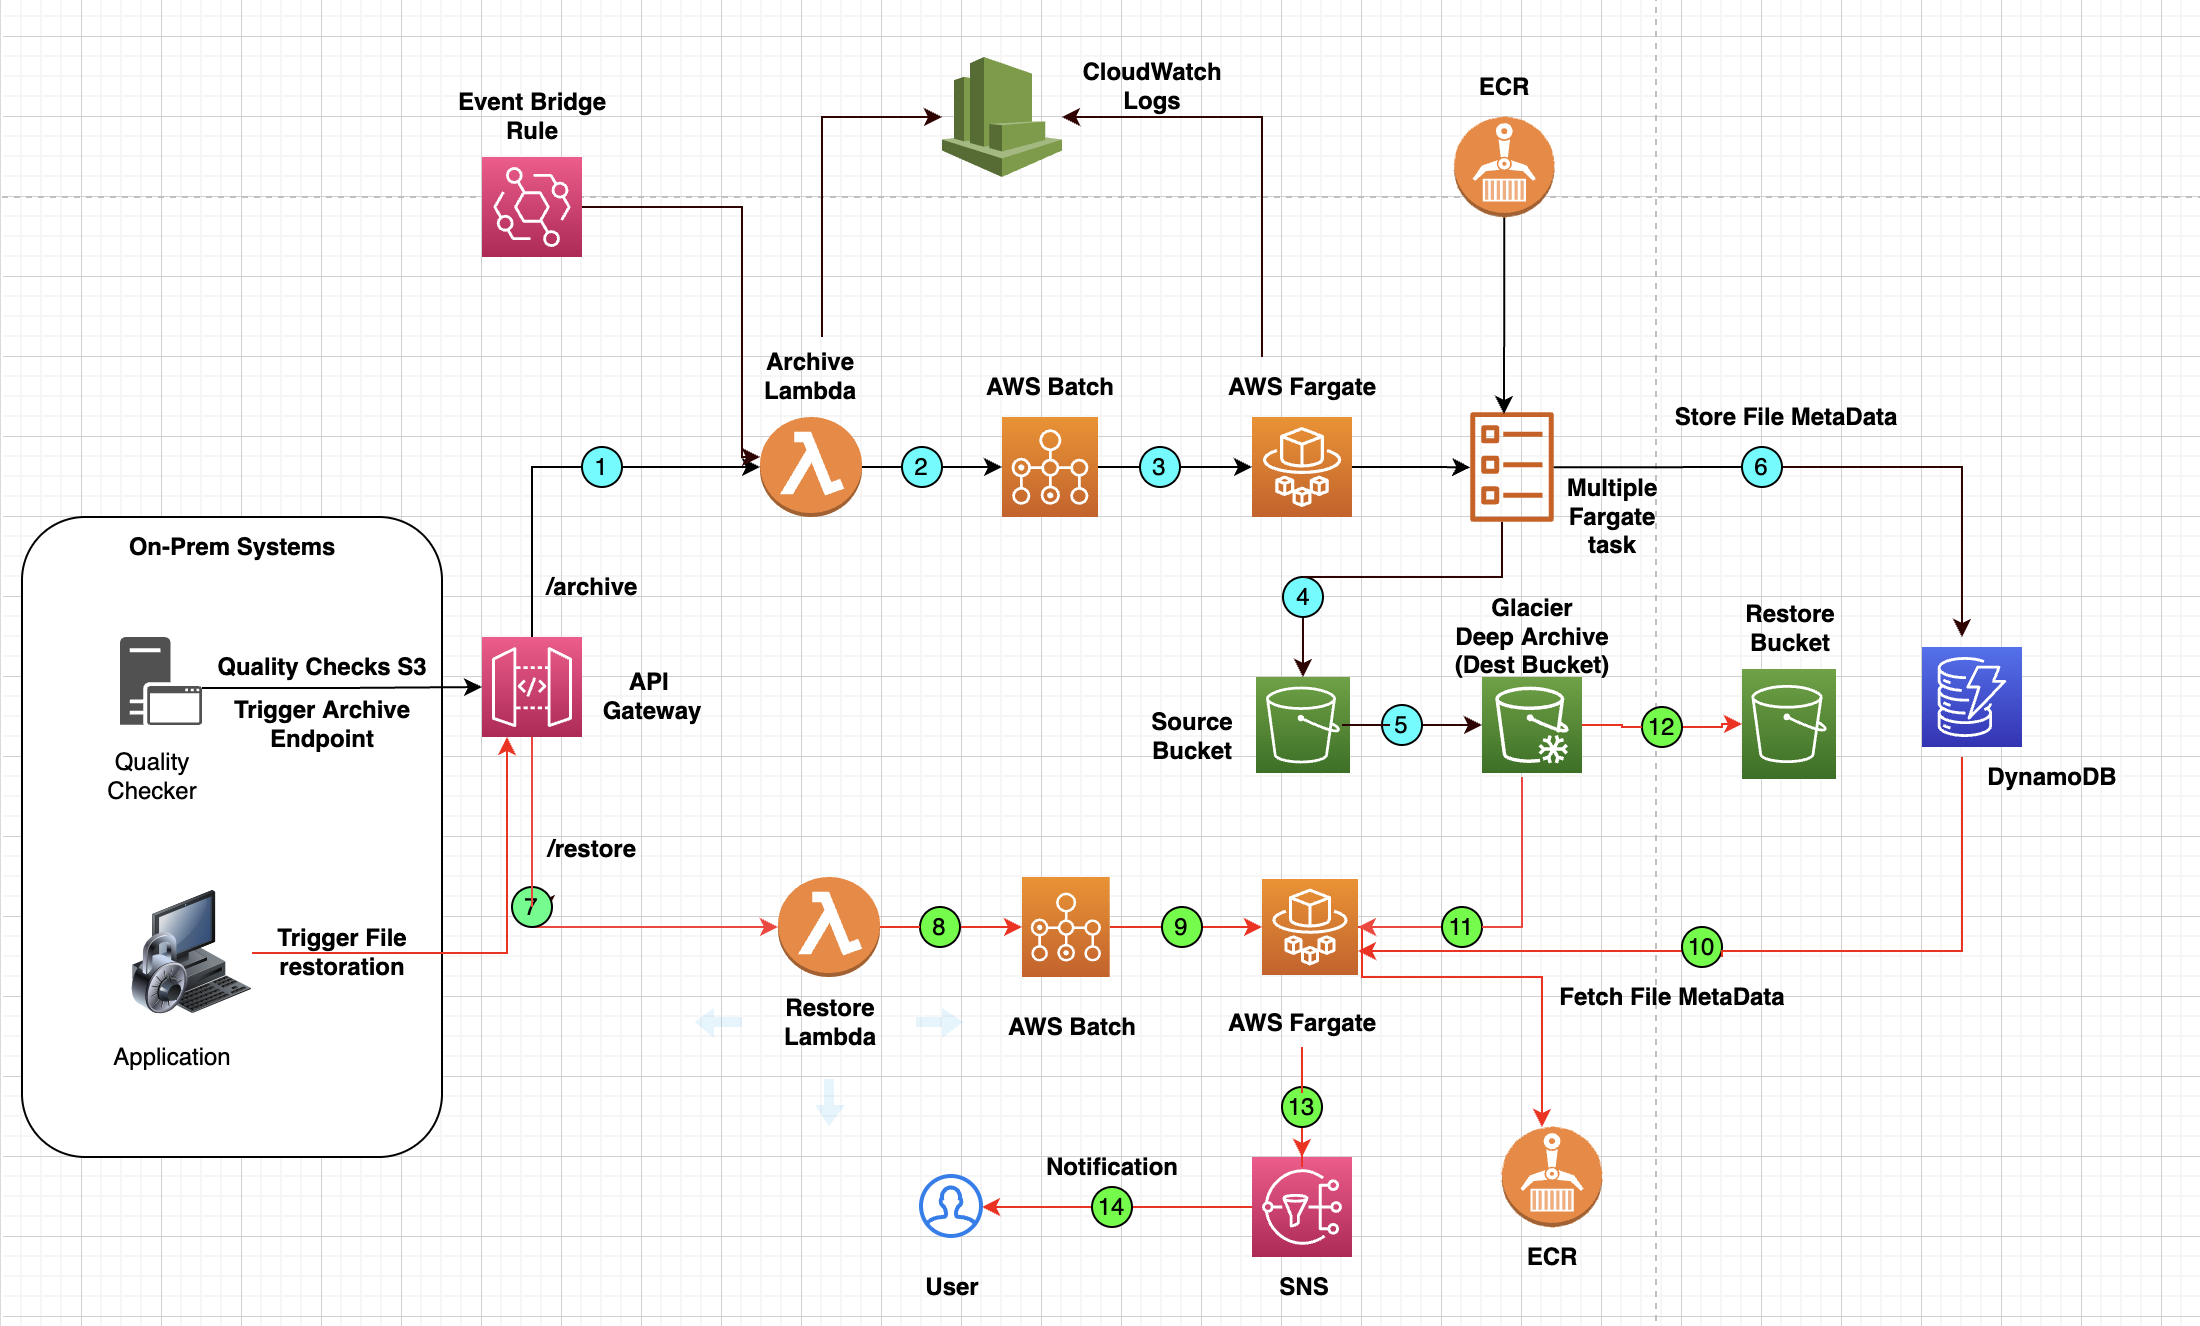 CloudWatch
Logs
ECR
Event Bridge
Rule
Archive
Lambda
AWS Batch
AWS Fargate
Store File MetaData
1
2
3
6
Multiple
Fargate
task
On-Prem Systems
/archive
4
Glacier
Deep Archive
(Dest Bucket)
Restore
Bucket
Quality Checks S3
Trigger Archive
Endpoint
API
Gateway
</>
Source
Bucket
5
12
Quality
Checker
DynamoDB
/restore
7
8
9
11
10
Trigger File
restoration
Restore
Lambda
AWS Batch
AWS Fargate
Fetch File MetaData
Application
13
Notification
14
User
SNS
ECR